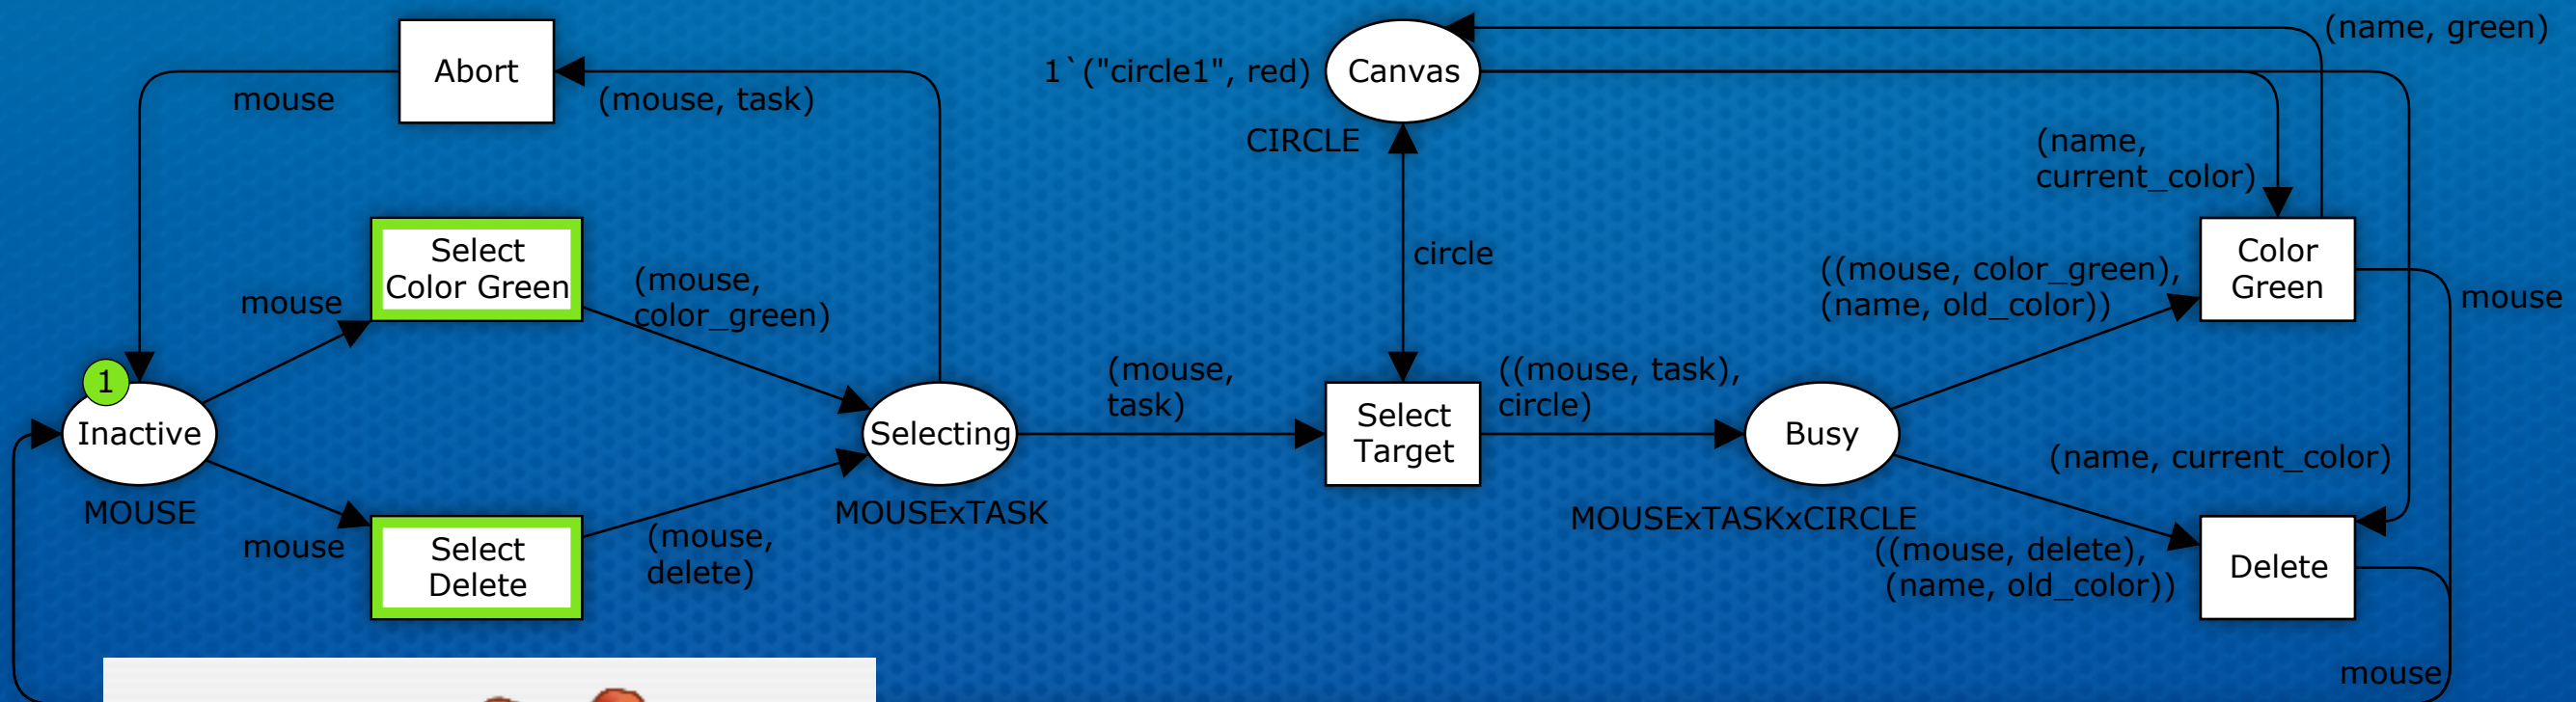 (name, green)
Abort
1`("circle1", red)
Canvas
mouse
(mouse, task)
CIRCLE
(name,
current_color)
Select
Color Green
mouse
(mouse,
color_green)
circle
((mouse, color_green),
(name, old_color))
Color
Green
mouse
1
Inactive
MOUSE
Selecting
MOUSExTASK
(mouse,
task)
Select
Target
((mouse, task),
circle)
Busy
MOUSExTASKxCIRCLE
(name, current_color)
mouse
Select
Delete
(mouse,
delete)
((mouse, delete),
(name, old_color))
Delete
mouse